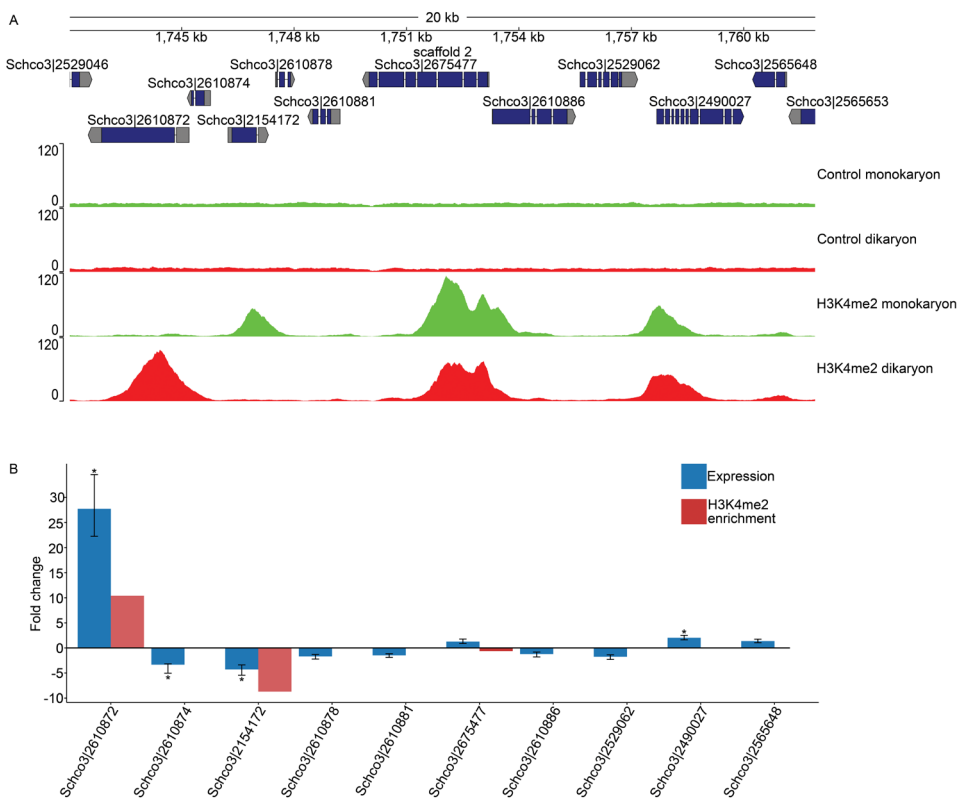 A
20 kb
1,745 kb 1,748 kb 1,751 kb 1,754 kb 1,757 kb 1,760 kb
scaffold 2
Schco3|2529046 Schco3|2610878 Schco3|2675477 Schco3|2529062 Schco3|2565648
Schco3|2610874
Schco3|2610881 Schco3|2610886 Schco3|2490027 Schco3|2565653
Schco3|2610872 Schco3|2154172
120
Control monokaryon
0
120
Control dikaryon
0
120
H3K4me2 monokaryon
0
120
H3K4me2 dikaryon
0
B
Expression
H3K4me2
enrichment
Fold change
30
25
20
15
10
5
0
-5
-10
*
*
*
*
Schco3|2610872
Schco3|2610874
Schco3|2154172
Schco3|2610878
Schco3|2610881
Schco3|2675477
Schco3|2610886
Schco3|2529062
Schco3|2490027
Schco3|2565648